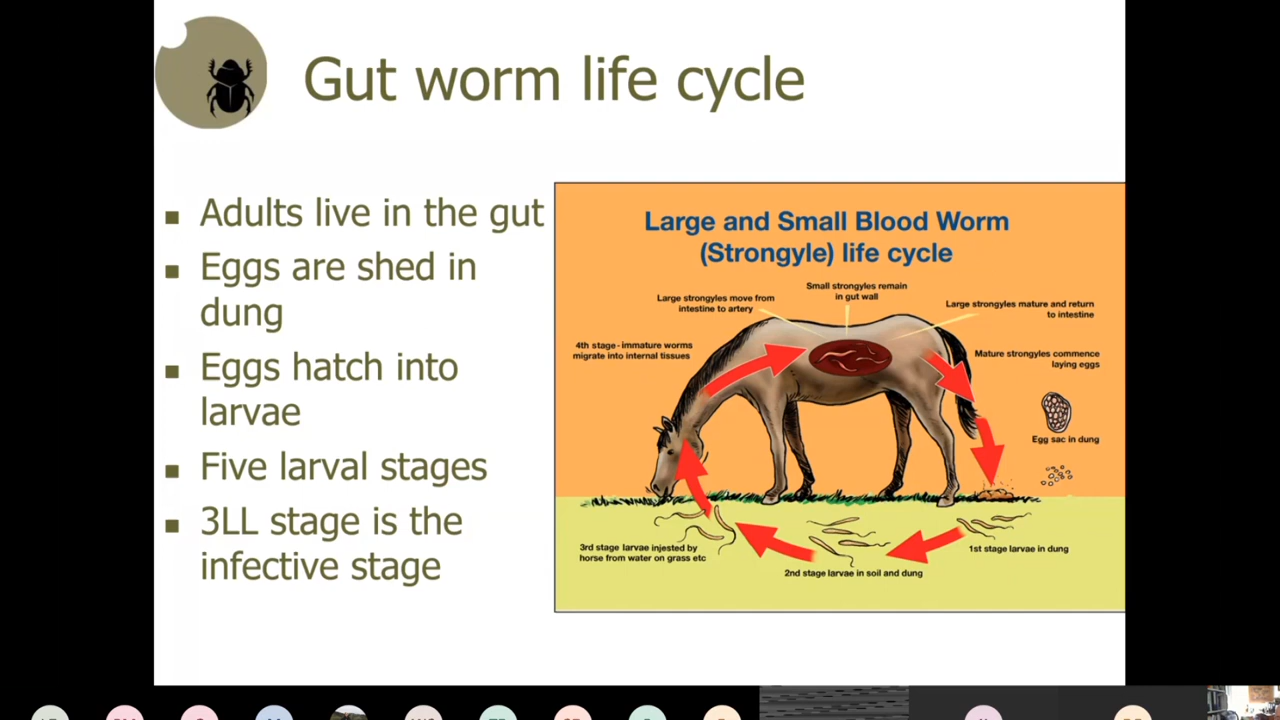 Gut worm life cycle
Adults live in the gut
Eggs are shed in
dung
Eggs hatch into
larvae
Five larval stages
3LL stage is the
infective stage
Large and Small Blood Worm
(Strongyle) life cycle
Small strongyles remain
in gut wall
Large strongyles move from
intestine to artery
Large strongyles mature and return
to intestine
4th stage - immature worms
migrate into internal tissues
Mature strongyles commence
laying eggs
Egg sac in dung
3rd stage larvae injested by
horse from water on grass etc
1st stage larvae in dung
2nd stage larvae in soil and dung